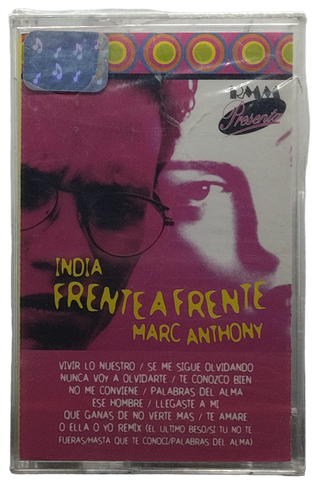 RMM
Presenta
INDIA
FRENTE A FRENTE
MARC ANTHONY
VIVIR LO NUESTRO / SE ME SIGUE OLVIDANDO
NUNCA VOY A OLVIDARTE / TE CONOZCO BIEN
NO ME CONVIENE / PALABRAS DEL ALMA
ESE HOMBRE / LLEGASTE A MI
QUE GANAS DE NO VERTE MAS / TE AMARE
O ELLA O YO REMIX (EL ULTIMO BESO/SI TU NO TE
FUERAS/HASTA QUE TE CONOCI/PALABRAS DEL ALMA)